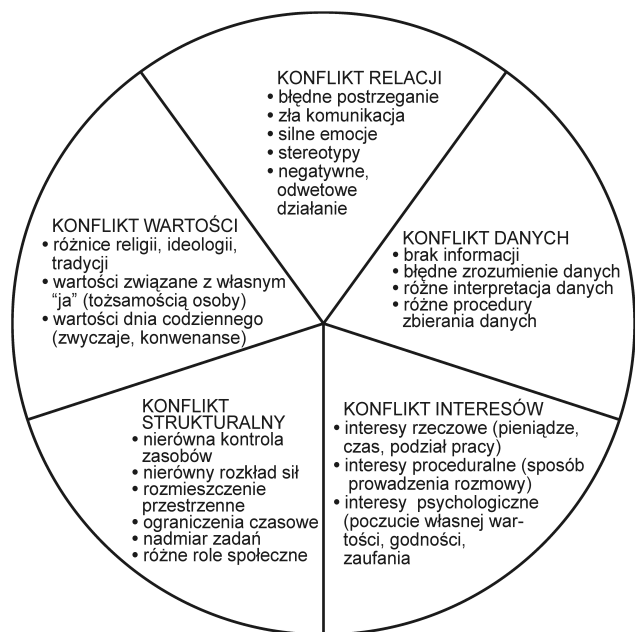 KONFLIKT RELACJI
• błędne postrzeganie
• zła komunikacja
• silne emocje
• stereotypy
• negatywne,
odwetowe
działanie
KONFLIKT WARTOŚCI
• różnice religii, ideologii,
tradycji
• wartości związane z własnym
“ja” (tożsamością osoby)
• wartości dnia codziennego
(zwyczaje, konwenanse)
KONFLIKT DANYCH
• brak informacji
• błędne zrozumienie danych
• różne interpretacja danych
• różne procedury
zbierania danych
KONFLIKT
STRUKTURALNY
• nierówna kontrola
zasobów
• nierówny rozkład sił
• rozmieszczenie
przestrzenne
• ograniczenia czasowe
• nadmiar zadań
• różne role społeczne
KONFLIKT INTERESÓW
• interesy rzeczowe (pieniądze,
czas, podział pracy)
• interesy proceduralne (sposób
prowadzenia rozmowy)
• interesy psychologiczne
(poczucie własnej war-
tości, godności,
zaufania